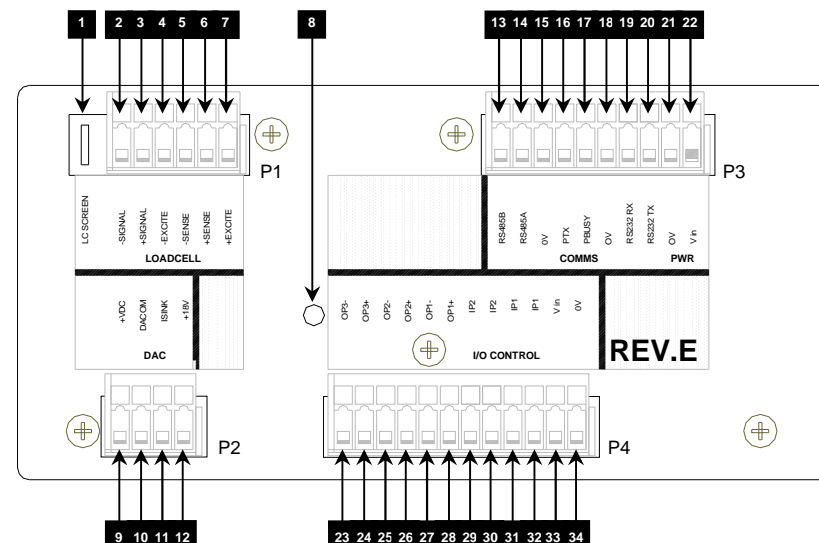 1 2 3 4 5 6 7 8 13 14 15 16 17 18 19 20 21 22
P1
P3
LC SCREEN
-SIGNAL
+SIGNAL
-EXCITE
-SENSE
+SENSE
+EXCITE
LOADCELL
RS485B
RS485A
0V
PTX
PBUSY
OV
RS232 RX
RS232 TX
OV
V in
COMMS
PWR
+VDC
DACOM
ISINK
+18V
DAC
OP3-
OP3+
OP2-
OP2+
OP1-
OP1+
IP2
IP2
IP1
IP1
V in
0V
I/O CONTROL
REV.E
P2
P4
9 10 11 12 23 24 25 26 27 28 29 30 31 32 33 34